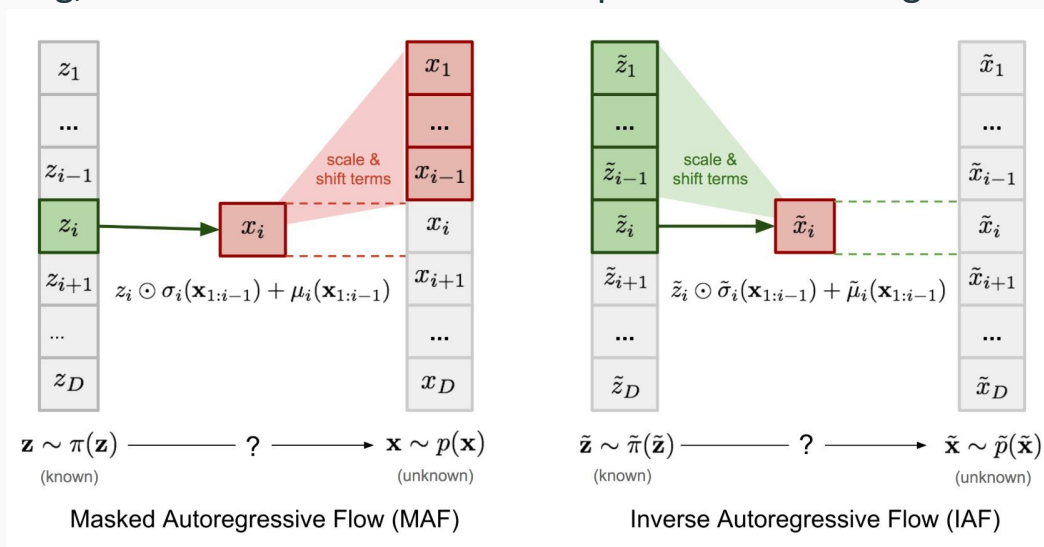 z_1
...
z_{i-1}
z_i
z_{i+1}
...
z_D
x_i
scale &
shift terms
z_i ⊙ σ_i(𝐱_{1:i-1}) + μ_i(𝐱_{1:i-1})
x_1
...
x_{i-1}
x_i
x_{i+1}
...
x_D
𝐳 ∼ π(𝐳) ? 𝐱 ∼ p(𝐱)
(known) (unknown)
Masked Autoregressive Flow (MAF)
z̃_1
...
z̃_{i-1}
z̃_i
z̃_{i+1}
...
z̃_D
scale &
shift terms
x̃_i
z̃_i ⊙ σ̃_i(𝐱_{1:i-1}) + μ̃_i(𝐱_{1:i-1})
x̃_1
...
x̃_{i-1}
x̃_i
x̃_{i+1}
...
x̃_D
𝐳̃ ∼ π̃(𝐳̃) ? 𝐱̃ ∼ p̃(𝐱̃)
(known) (unknown)
Inverse Autoregressive Flow (IAF)